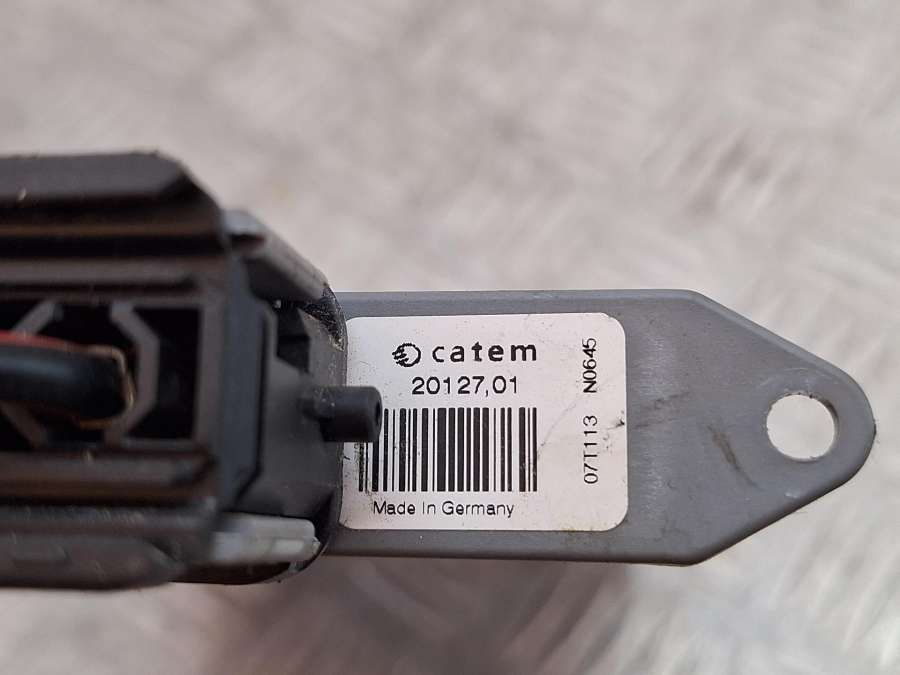 catem
20127,01
Made In Germany
07T113 N0645